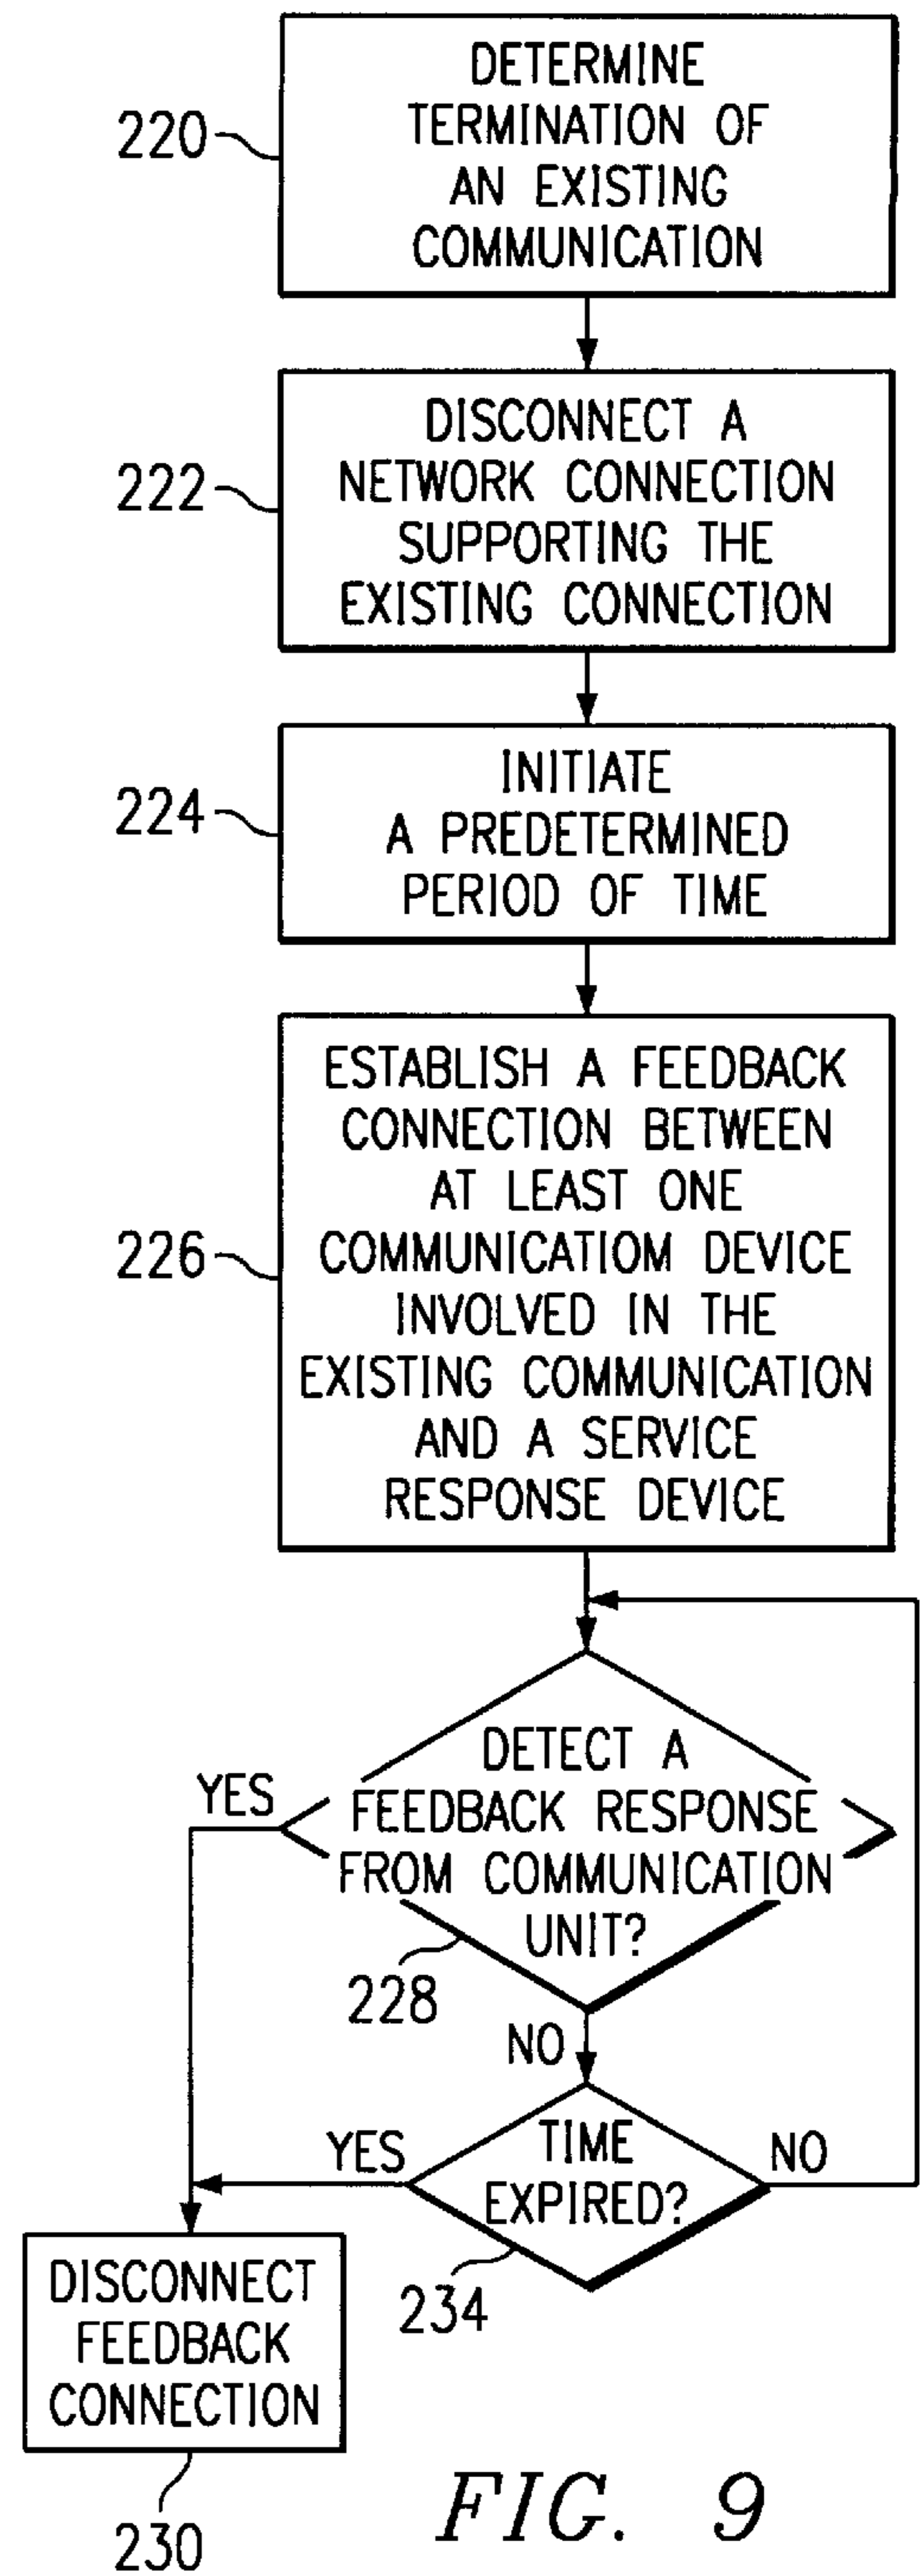 DETERMINE
TERMINATION OF
AN EXISTING
COMMUNICATION
220
DISCONNECT A
NETWORK CONNECTION
SUPPORTING THE
EXISTING CONNECTION
222
INITIATE
A PREDETERMINED
PERIOD OF TIME
224
ESTABLISH A FEEDBACK
CONNECTION BETWEEN
AT LEAST ONE
COMMUNICATIOM DEVICE
INVOLVED IN THE
EXISTING COMMUNICATION
AND A SERVICE
RESPONSE DEVICE
226
DETECT A
FEEDBACK RESPONSE
FROM COMMUNICATION
UNIT?
YES
228
NO
TIME
EXPIRED?
YES
NO
234
DISCONNECT
FEEDBACK
CONNECTION
230
FIG. 9